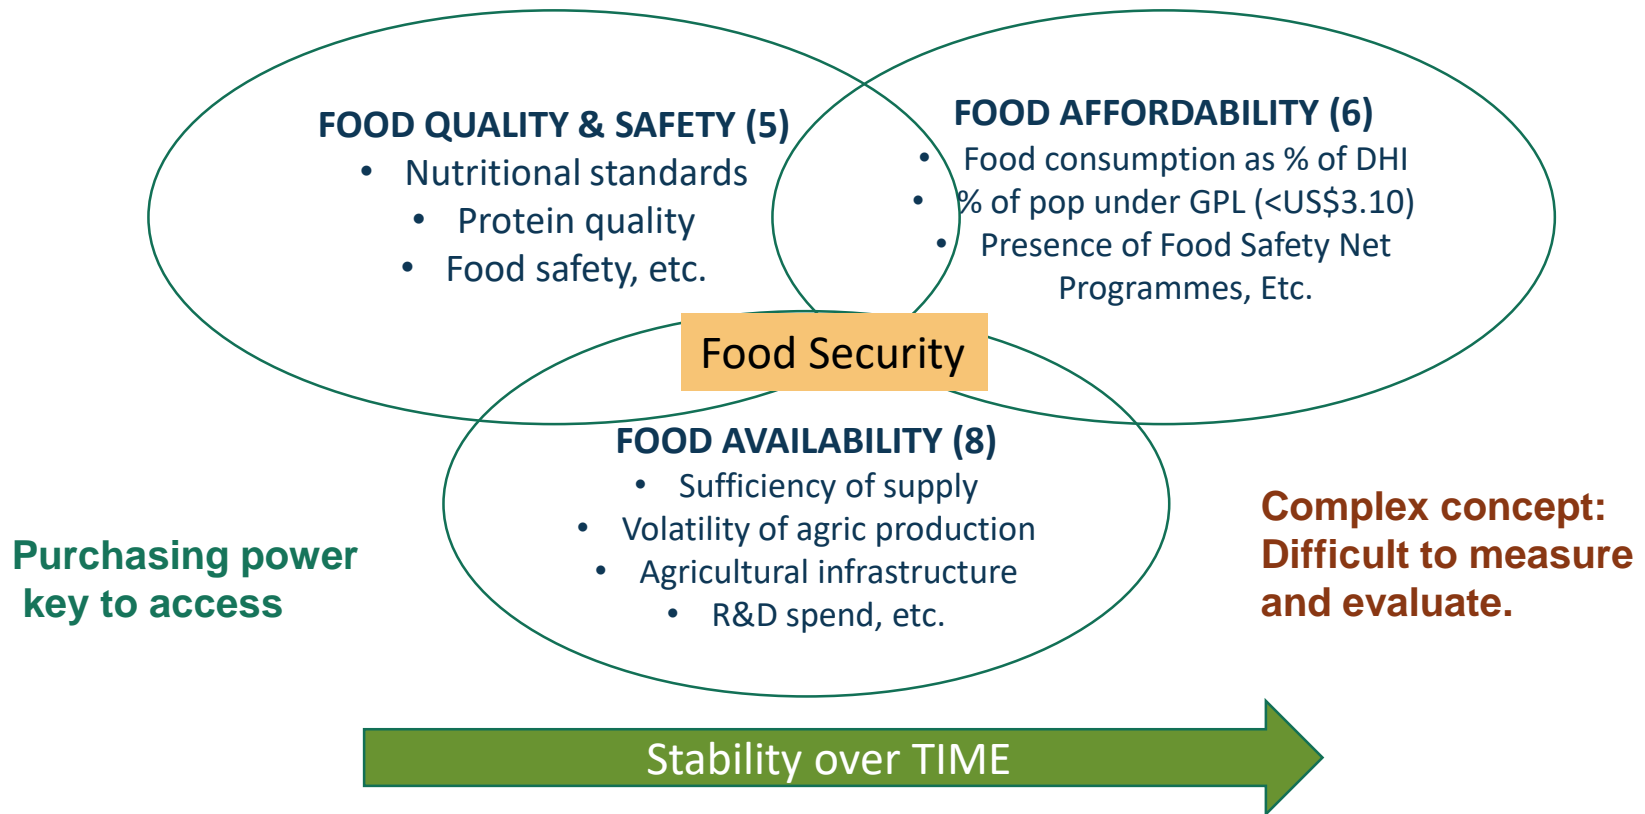 FOOD QUALITY & SAFETY (5)
• Nutritional standards
• Protein quality
• Food safety, etc.
FOOD AFFORDABILITY (6)
• Food consumption as % of DHI
• % of pop under GPL (<US$3.10)
• Presence of Food Safety Net
Programmes, Etc.
Food Security
FOOD AVAILABILITY (8)
• Sufficiency of supply
• Volatility of agric production
• Agricultural infrastructure
• R&D spend, etc.
Purchasing power
key to access
Complex concept:
Difficult to measure
and evaluate.
Stability over TIME